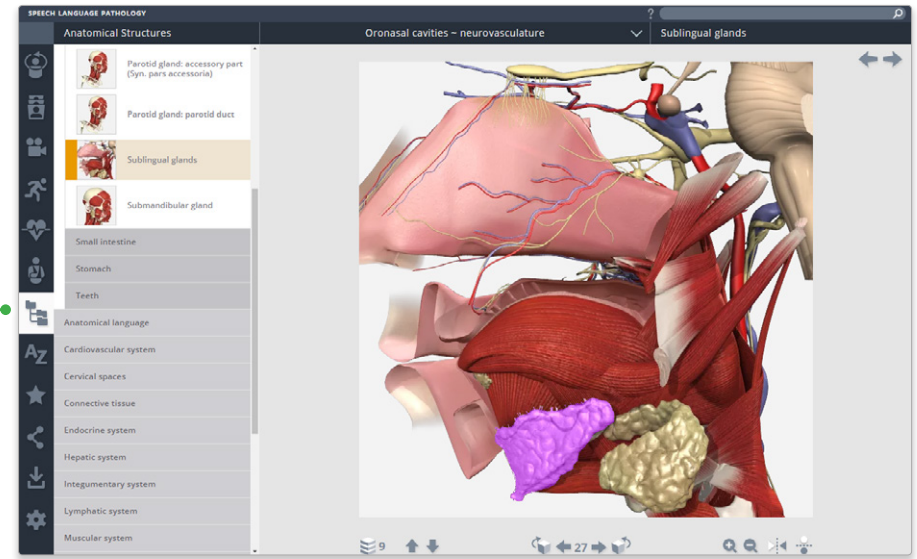 SPEECH LANGUAGE PATHOLOGY
?
Anatomical Structures
Oronasal cavities – neurovasculature
Sublingual glands
Parotid gland: accessory part
(Syn. pars accessoria)
Parotid gland: parotid duct
Sublingual glands
Submandibular gland
Small intestine
Stomach
Teeth
Anatomical language
Cardiovascular system
Cervical spaces
Connective tissue
Endocrine system
Hepatic system
Integumentary system
Lymphatic system
Muscular system
AZ
9
27